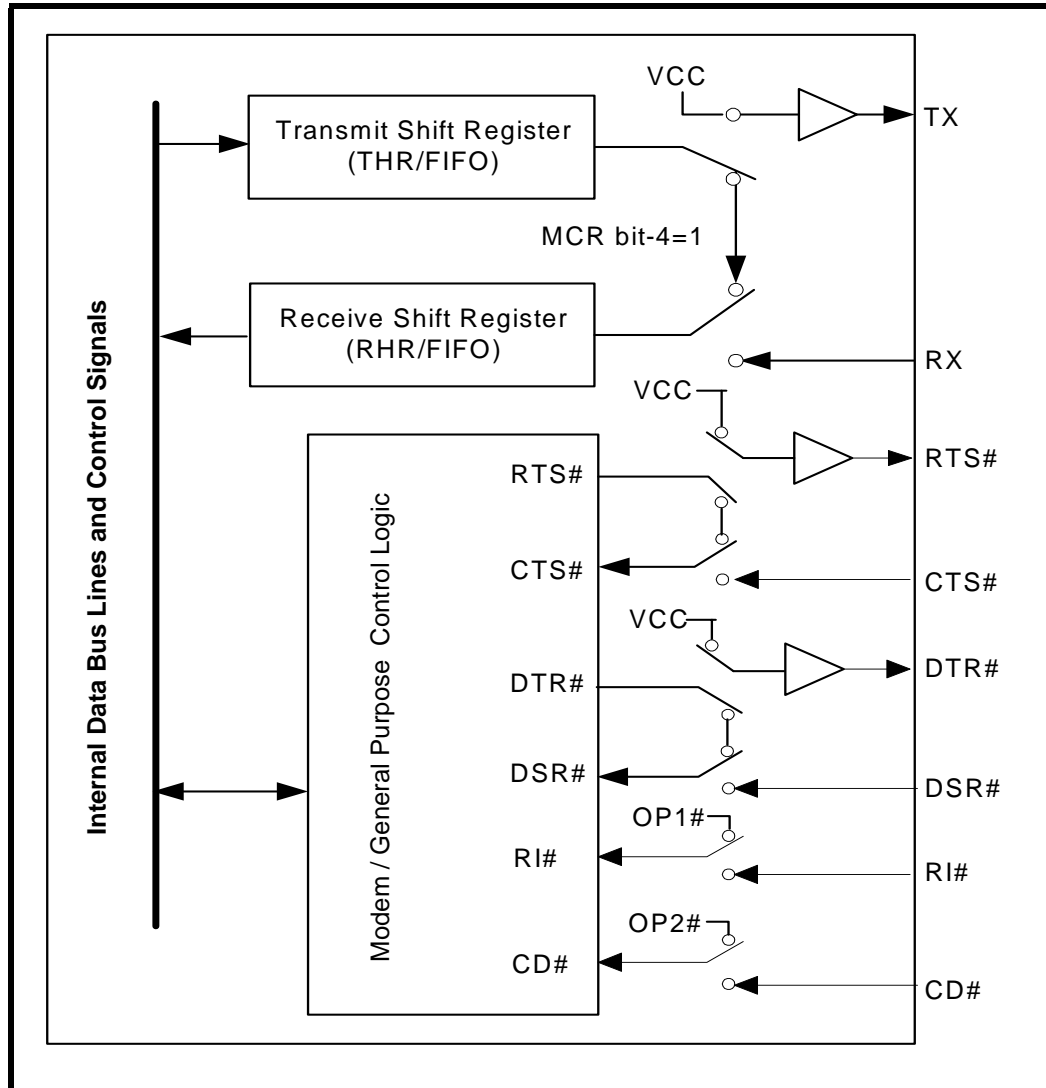 VCC
TX
Transmit Shift Register
(THR/FIFO)
MCR bit-4=1
Receive Shift Register
(RHR/FIFO)
RX
VCC
RTS#
RTS#
CTS#
CTS#
VCC
DTR#
DTR#
DSR#
DSR#
OP1#
RI#
RI#
OP2#
CD#
CD#
Internal Data Bus Lines and Control Signals
Modem / General Purpose Control Logic